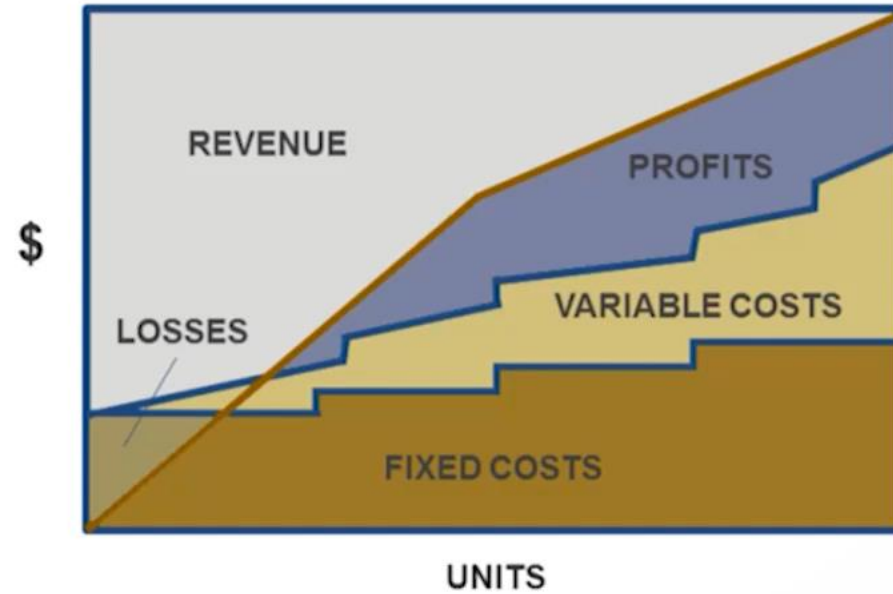 REVENUE
PROFITS
$
VARIABLE COSTS
LOSSES
FIXED COSTS
UNITS